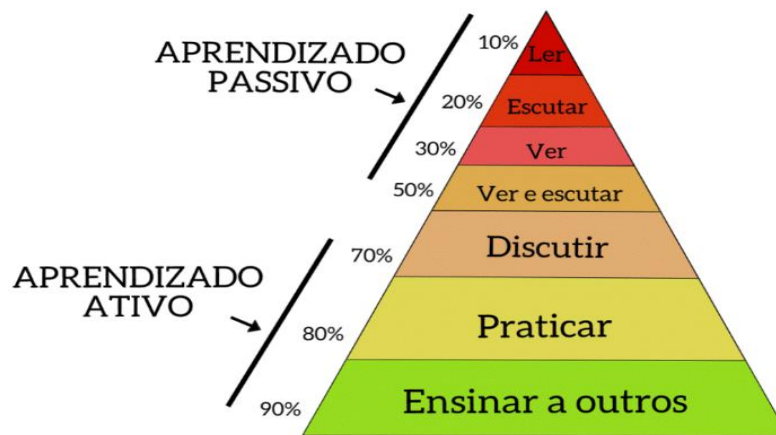 APRENDIZADO
PASSIVO
10%
Ler
20%
Escutar
30%
Ver
50%
Ver e escutar
APRENDIZADO
ATIVO
70%
Discutir
80%
Praticar
90%
Ensinar a outros